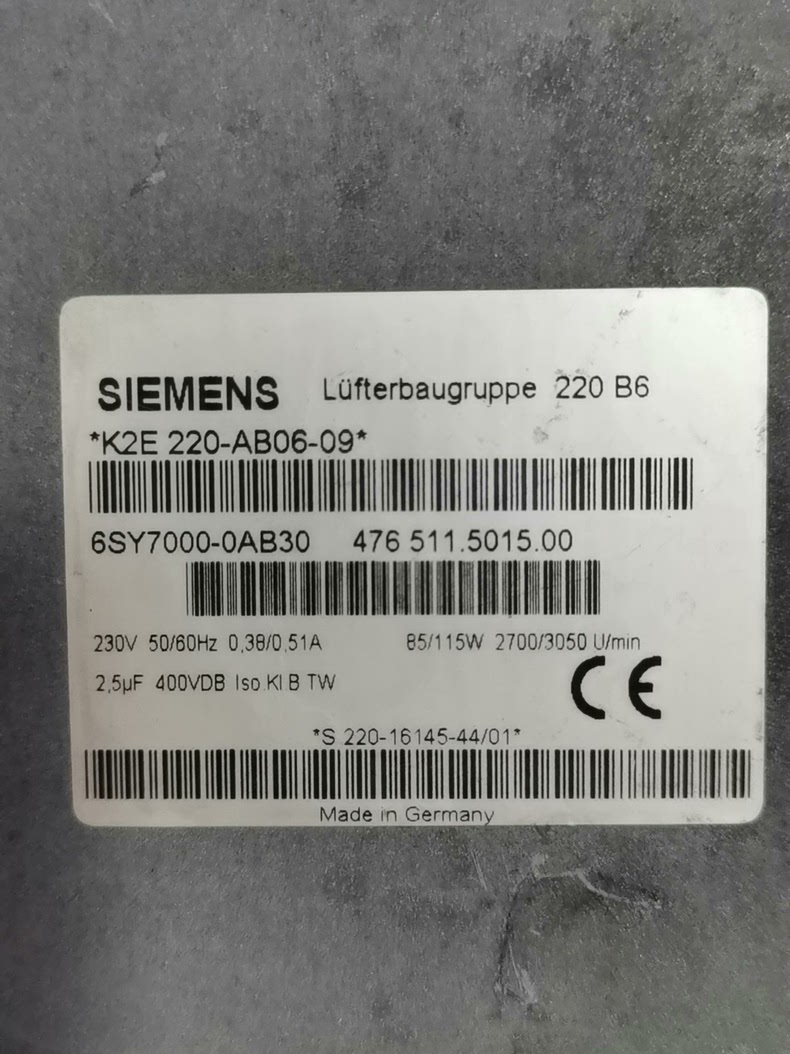 SIEMENS Lüfterbaugruppe 220 B6
*K2E 220-AB06-09*
6SY7000-0AB30 476 511.5015.00
230V 50/60Hz 0,38/0,51A 85/115W 2700/3050 U/min
2,5µF 400VDB Iso.Kl B TW
CE
*S 220-16145-44/01*
Made in Germany